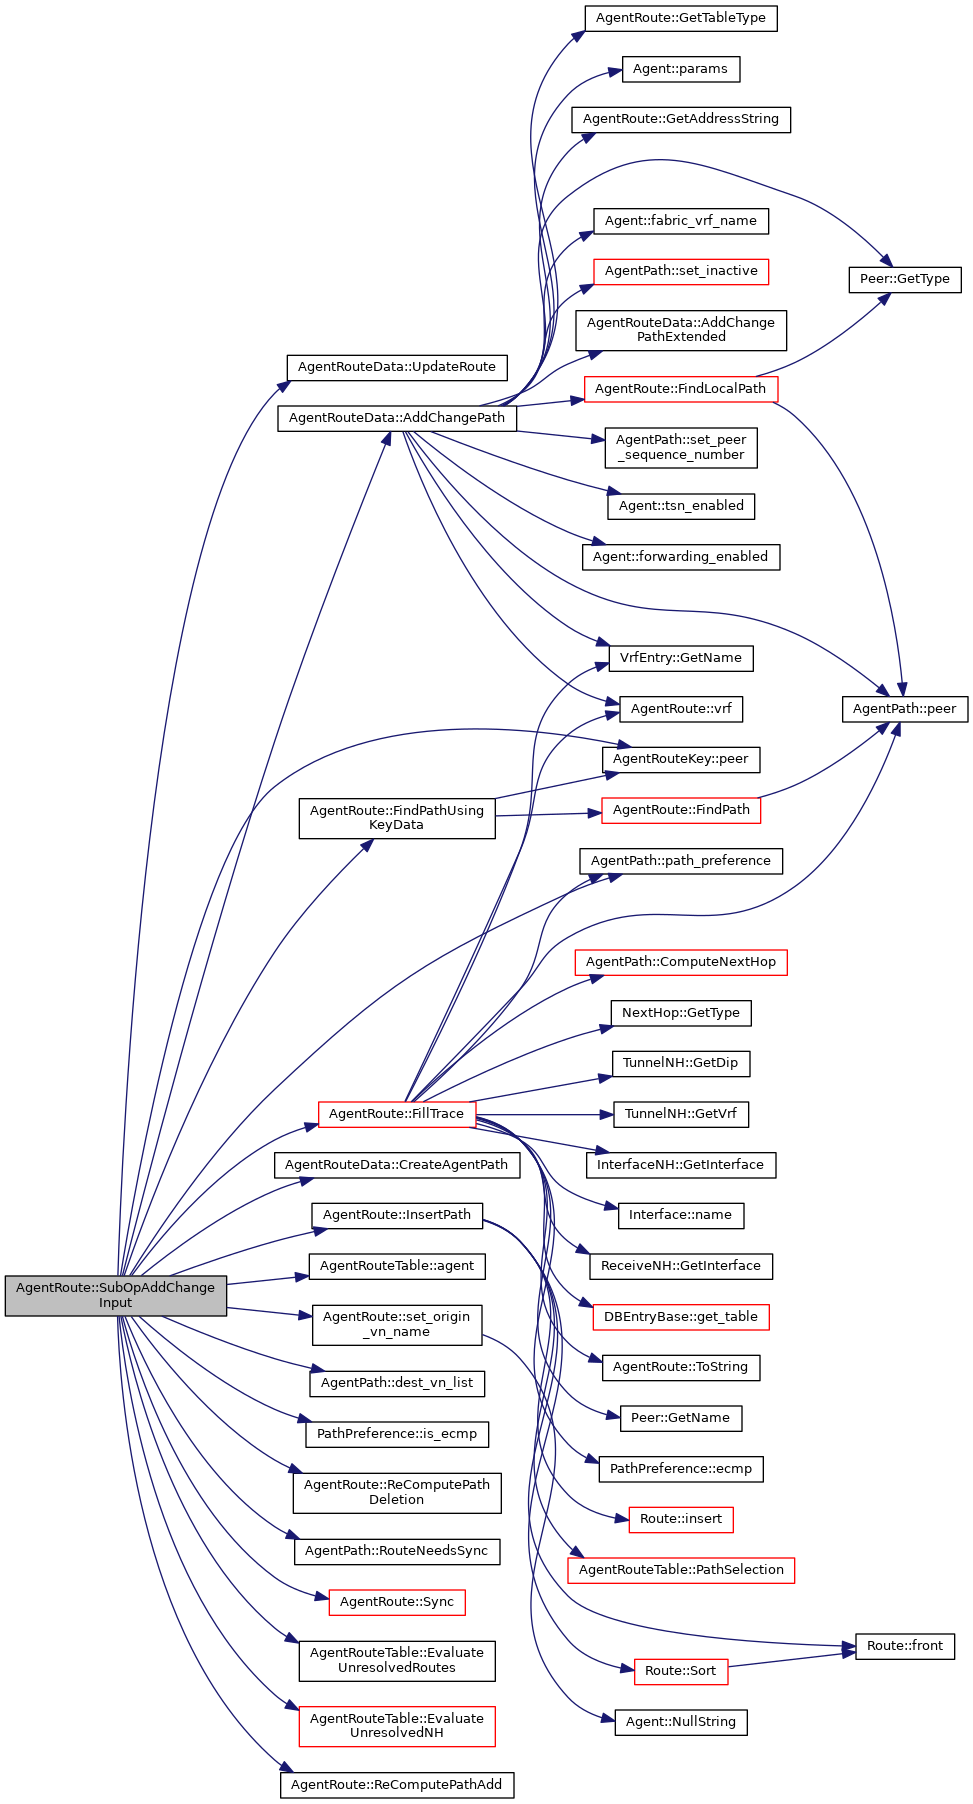 AgentRoute::GetTableType
Agent::params
AgentRoute::GetAddressString
Agent::fabric_vrf_name
AgentPath::set_inactive
Peer::GetType
AgentRouteData::AddChange
PathExtended
AgentRouteData::UpdateRoute
AgentRoute::FindLocalPath
AgentRouteData::AddChangePath
AgentPath::set_peer
_sequence_number
Agent::tsn_enabled
Agent::forwarding_enabled
VrfEntry::GetName
AgentRoute::vrf
AgentPath::peer
AgentRouteKey::peer
AgentRoute::FindPathUsing
KeyData
AgentRoute::FindPath
AgentPath::path_preference
AgentPath::ComputeNextHop
NextHop::GetType
TunnelNH::GetDip
AgentRoute::FillTrace
TunnelNH::GetVrf
AgentRouteData::CreateAgentPath
InterfaceNH::GetInterface
AgentRoute::InsertPath
Interface::name
AgentRouteTable::agent
ReceiveNH::GetInterface
AgentRoute::SubOpAddChange
Input
AgentRoute::set_origin
_vn_name
DBEntryBase::get_table
AgentRoute::ToString
AgentPath::dest_vn_list
Peer::GetName
PathPreference::is_ecmp
PathPreference::ecmp
AgentRoute::ReComputePath
Deletion
Route::insert
AgentPath::RouteNeedsSync
AgentRouteTable::PathSelection
AgentRoute::Sync
Route::front
AgentRouteTable::Evaluate
UnresolvedRoutes
Route::Sort
AgentRouteTable::Evaluate
UnresolvedNH
Agent::NullString
AgentRoute::ReComputePathAdd